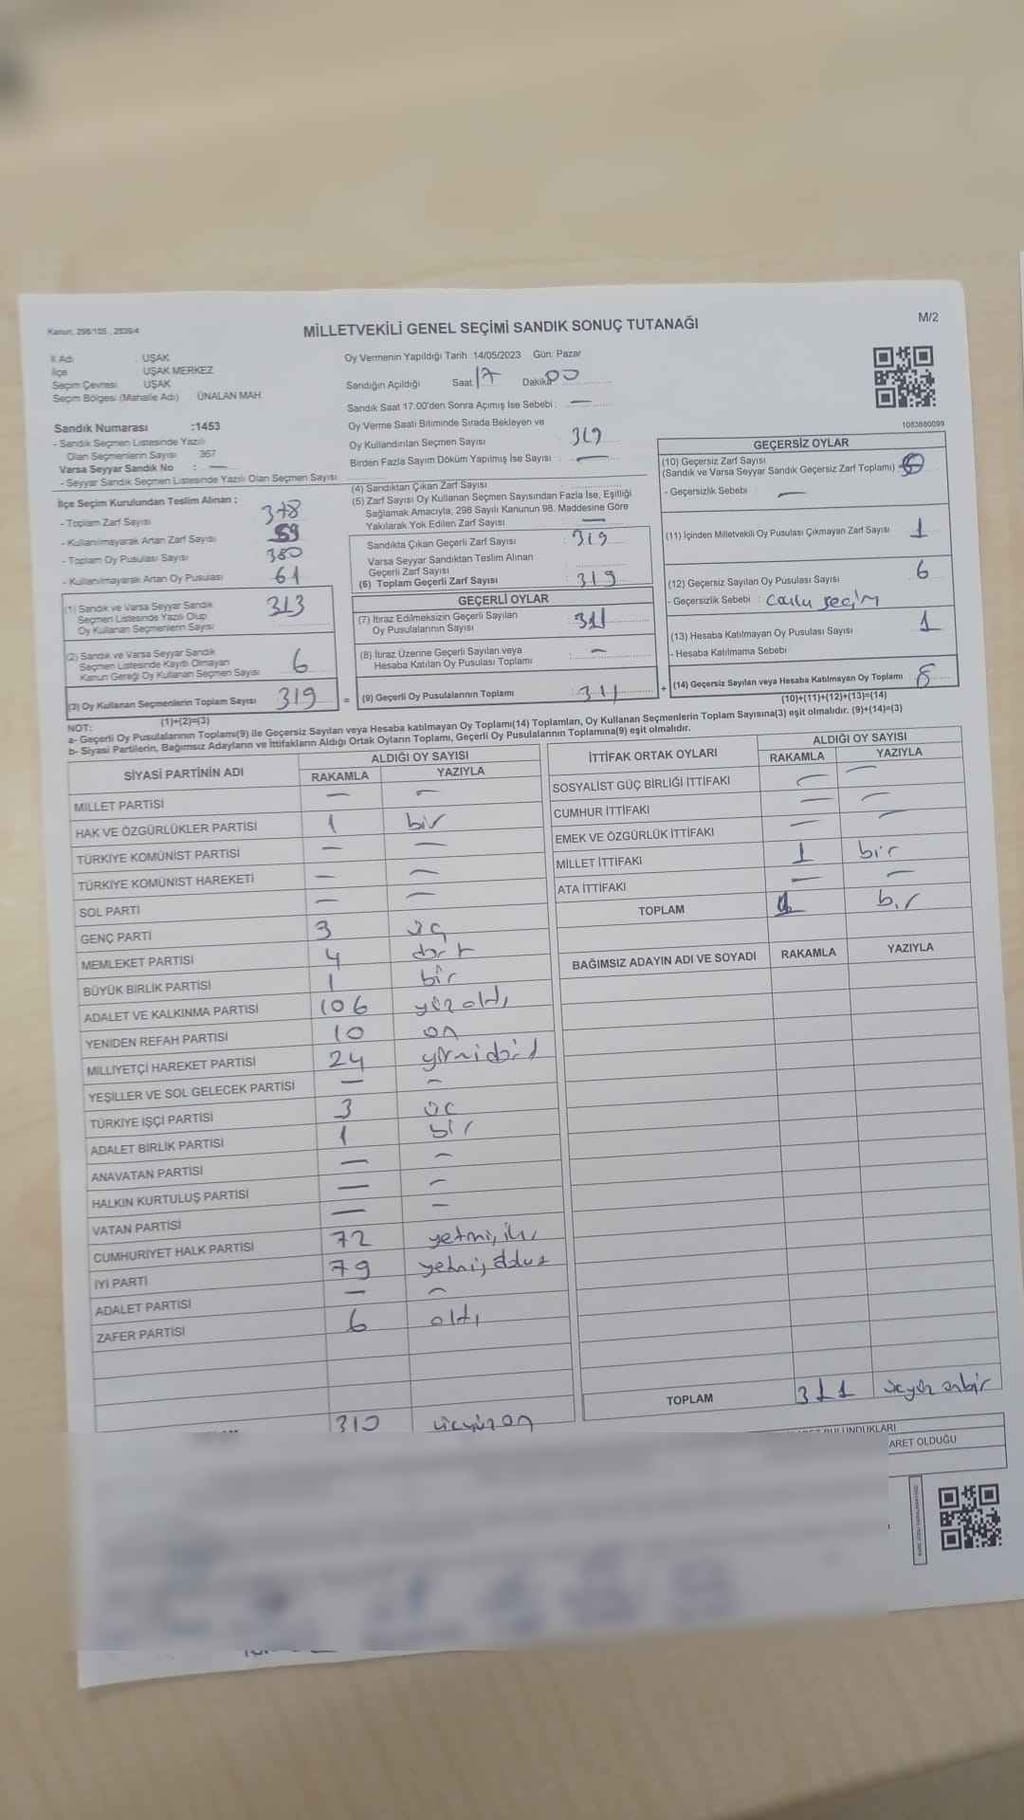 Kanun: 298/105 , 2839/4
MİLLETVEKİLİ GENEL SEÇİMİ SANDIK SONUÇ TUTANAĞI
M/2
İl Adı : UŞAK
İlçe : UŞAK MERKEZ
Seçim Çevresi : UŞAK
Seçim Bölgesi (Mahalle Adı) : ÜNALAN MAH.
Sandık Numarası :1453
- Sandık Seçmen Listesinde Yazılı
Olan Seçmenlerin Sayısı : 367
Varsa Seyyar Sandık No : —
- Seyyar Sandık Seçmen Listesinde Yazılı Olan Seçmen Sayısı
İlçe Seçim Kurulundan Teslim Alınan :
- Toplam Zarf Sayısı 378
- Kullanılmayarak Artan Zarf Sayısı 59
- Toplam Oy Pusulası Sayısı 380
- Kullanılmayarak Artan Oy Pusulası 61
(1) Sandık ve Varsa Seyyar Sandık
Seçmen Listesinde Yazılı Olup
Oy Kullanan Seçmenlerin Sayısı 313
(2) Sandık ve Varsa Seyyar Sandık
Seçmen Listesinde Kayıtlı Olmayan
Kanun Gereği Oy Kullanan Seçmen Sayısı 6
(3) Oy Kullanan Seçmenlerin Toplam Sayısı 319 =
(1)+(2)=(3)
Oy Vermenin Yapıldığı Tarih :14/05/2023 Gün: Pazar
Sandığın Açıldığı Saat 17 Dakika 00
Sandık Saat 17:00'den Sonra Açımış İse Sebebi : —
Oy Verme Saati Bitiminde Sırada Bekleyen ve
Oy Kullandırılan Seçmen Sayısı
Birden Fazla Sayım Döküm Yapılmış İse Sayısı : —
(4) Sandıktan Çıkan Zarf Sayısı 319
(5) Zarf Sayısı Oy Kullanan Seçmen Sayısından Fazla İse, Eşitliği
Sağlamak Amacıyla, 298 Sayılı Kanunun 98. Maddesine Göre
Yakılarak Yok Edilen Zarf Sayısı —
Sandıkta Çıkan Geçerli Zarf Sayısı :319
Varsa Seyyar Sandıktan Teslim Alınan
Geçerli Zarf Sayısı
(6) Toplam Geçerli Zarf Sayısı :319
GEÇERLİ OYLAR
(7) İtiraz Edilmeksizin Geçerli Sayılan
Oy Pusulalarının Sayısı : 311
(8) İtiraz Üzerine Geçerli Sayılan veya
Hesaba Katılan Oy Pusulası Toplamı : —
(9) Geçerli Oy Pusulalarının Toplamı : 311 +
1083880099
GEÇERSİZ OYLAR
(10) Geçersiz Zarf Sayısı
(Sandık ve Varsa Seyyar Sandık Geçersiz Zarf Toplamı)
- Geçersizlik Sebebi : —
(11) İçinden Milletvekili Oy Pusulası Çıkmayan Zarf Sayısı 1
(12) Geçersiz Sayılan Oy Pusulası Sayısı 6
- Geçersizlik Sebebi : çoklu seçim
(13) Hesaba Katılmayan Oy Pusulası Sayısı 1
- Hesaba Katılmama Sebebi
(14) Geçersiz Sayılan veya Hesaba Katılmayan Oy Toplamı 8
(10)+(11)+(12)+(13)=(14)
NOT:
a- Geçerli Oy Pusulalarının Toplamı(9) ile Geçersiz Sayılan veya Hesaba katılmayan Oy Toplamı(14) Toplamları, Oy Kullanan Seçmenlerin Toplam Sayısına(3) eşit olmalıdır. (9)+(14)=(3)
b- Siyasi Partilerin, Bağımsız Adayların ve İttifakların Aldığı Ortak Oyların Toplamı, Geçerli Oy Pusulalarının Toplamına(9) eşit olmalıdır.
SİYASİ PARTİNİN ADI ALDIĞI OY SAYISI
RAKAMLA YAZIYLA
MİLLET PARTİSİ — —
HAK VE ÖZGÜRLÜKLER PARTİSİ 1 bir
TÜRKİYE KOMÜNİST PARTİSİ — —
TÜRKİYE KOMÜNİST HAREKETİ — —
SOL PARTİ — —
GENÇ PARTİ 3 üç
MEMLEKET PARTİSİ 4 dört
BÜYÜK BİRLİK PARTİSİ 1 bir
ADALET VE KALKINMA PARTİSİ 106 yüzaltı
YENİDEN REFAH PARTİSİ 10 on
MİLLİYETÇİ HAREKET PARTİSİ 24 yirmidört
YEŞİLLER VE SOL GELECEK PARTİSİ — —
TÜRKİYE İŞÇİ PARTİSİ 3 üç
ADALET BİRLİK PARTİSİ 1 bir
ANAVATAN PARTİSİ — —
HALKIN KURTULUŞ PARTİSİ — —
VATAN PARTİSİ — —
CUMHURİYET HALK PARTİSİ 72 yetmiş iki
İYİ PARTİ 79 yetmiş dokuz
ADALET PARTİSİ — —
ZAFER PARTİSİ 6 altı
310 üçyüzon
İTTİFAK ORTAK OYLARI ALDIĞI OY SAYISI
RAKAMLA YAZIYLA
SOSYALİST GÜÇ BİRLİĞİ İTTİFAKI — —
CUMHUR İTTİFAKI — —
EMEK VE ÖZGÜRLÜK İTTİFAKI — —
MİLLET İTTİFAKI 1 bir
ATA İTTİFAKI — —
TOPLAM 1 bir
BAĞIMSIZ ADAYIN ADI VE SOYADI RAKAMLA YAZIYLA
TOPLAM 311 üçyüz onbir
BULUNDUKLARI
ARET OLDUĞU